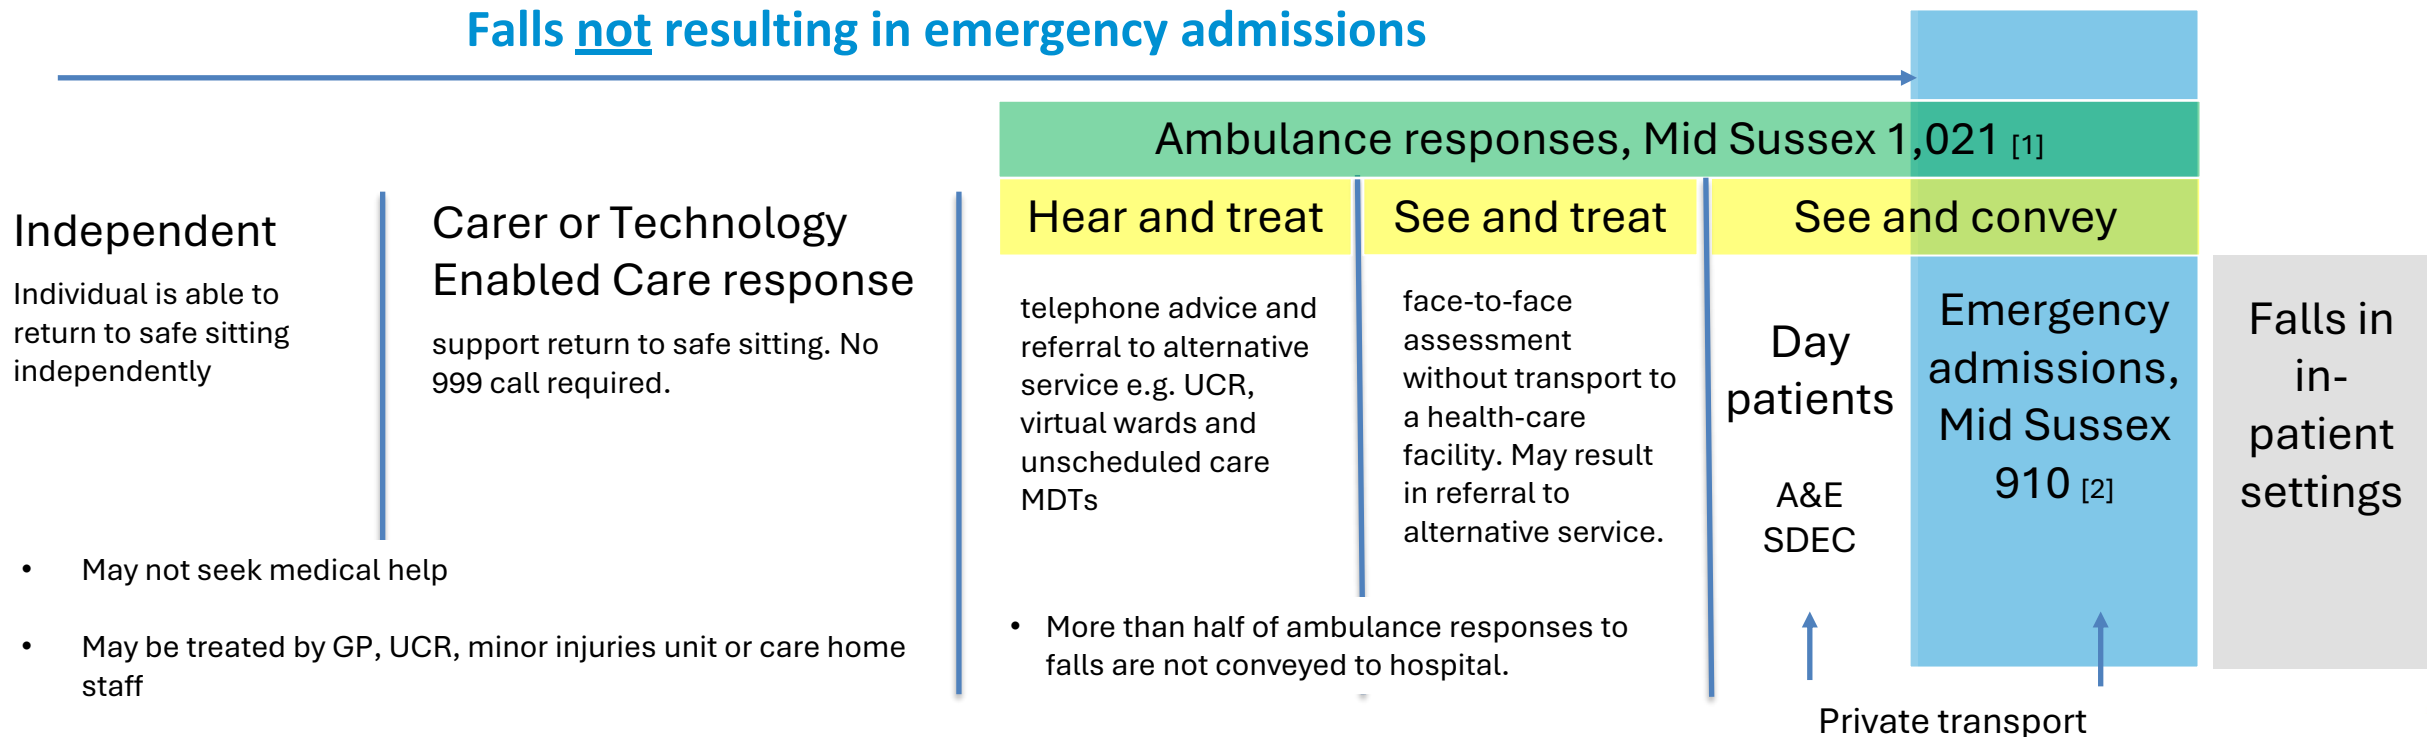 Falls not resulting in emergency admissions
Ambulance responses, Mid Sussex 1,021 [1]
Independent
Individual is able to
return to safe sitting
independently
Carer or Technology
Enabled Care response
support return to safe sitting. No
999 call required.
• May not seek medical help
• May be treated by GP, UCR, minor injuries unit or care home
staff
Hear and treat
telephone advice and
referral to alternative
service e.g. UCR,
virtual wards and
unscheduled care
MDTs
See and treat
face-to-face
assessment
without transport to
a health-care
facility. May result
in referral to
alternative service.
• More than half of ambulance responses to
falls are not conveyed to hospital.
See and convey
Day
patients
A&E
SDEC
Emergency
admissions,
Mid Sussex
910 [2]
Private transport
Falls in
in-
patient
settings